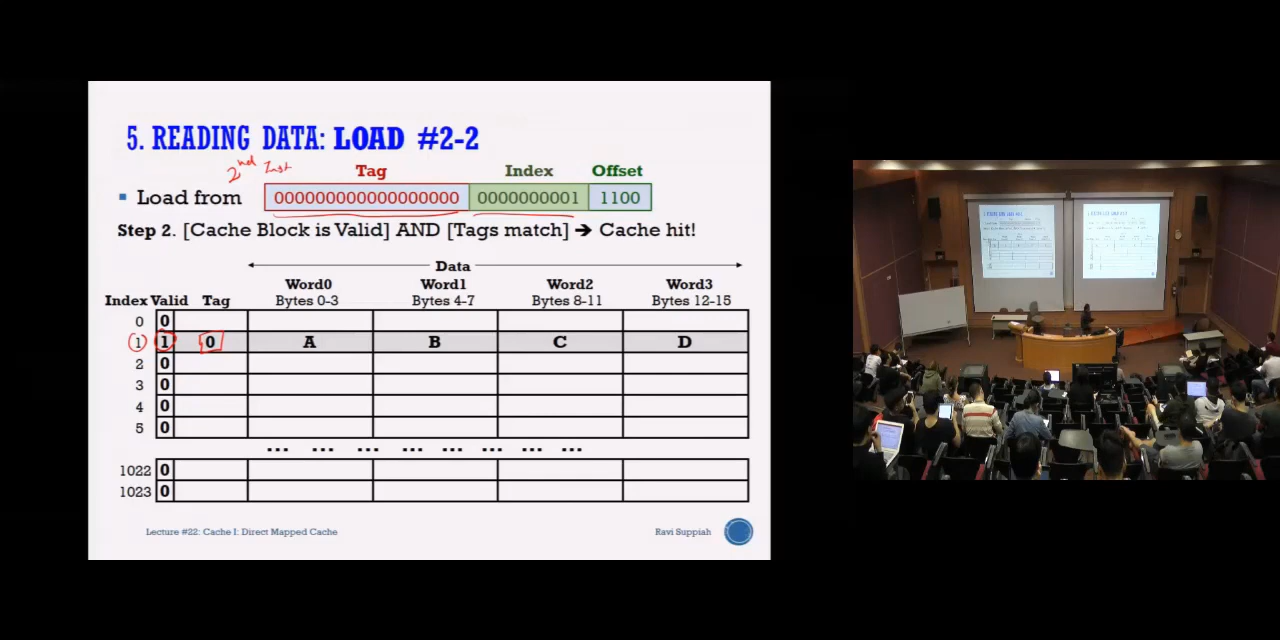 5. READING DATA: LOAD #2-2
2nd Inst
Tag Index Offset
Load from 000000000000000000 0000000001 1100
Step 2. [Cache Block is Valid] AND [Tags match] ➔ Cache hit!
Data
Word0 Word1 Word2 Word3
Index Valid Tag Bytes 0-3 Bytes 4-7 Bytes 8-11 Bytes 12-15
0 0
1 1 0 A B C D
2 0
3 0
4 0
5 0
... ... ... ... ... ... ... ...
1022 0
1023 0
Lecture #22: Cache I: Direct Mapped Cache Ravi Suppiah